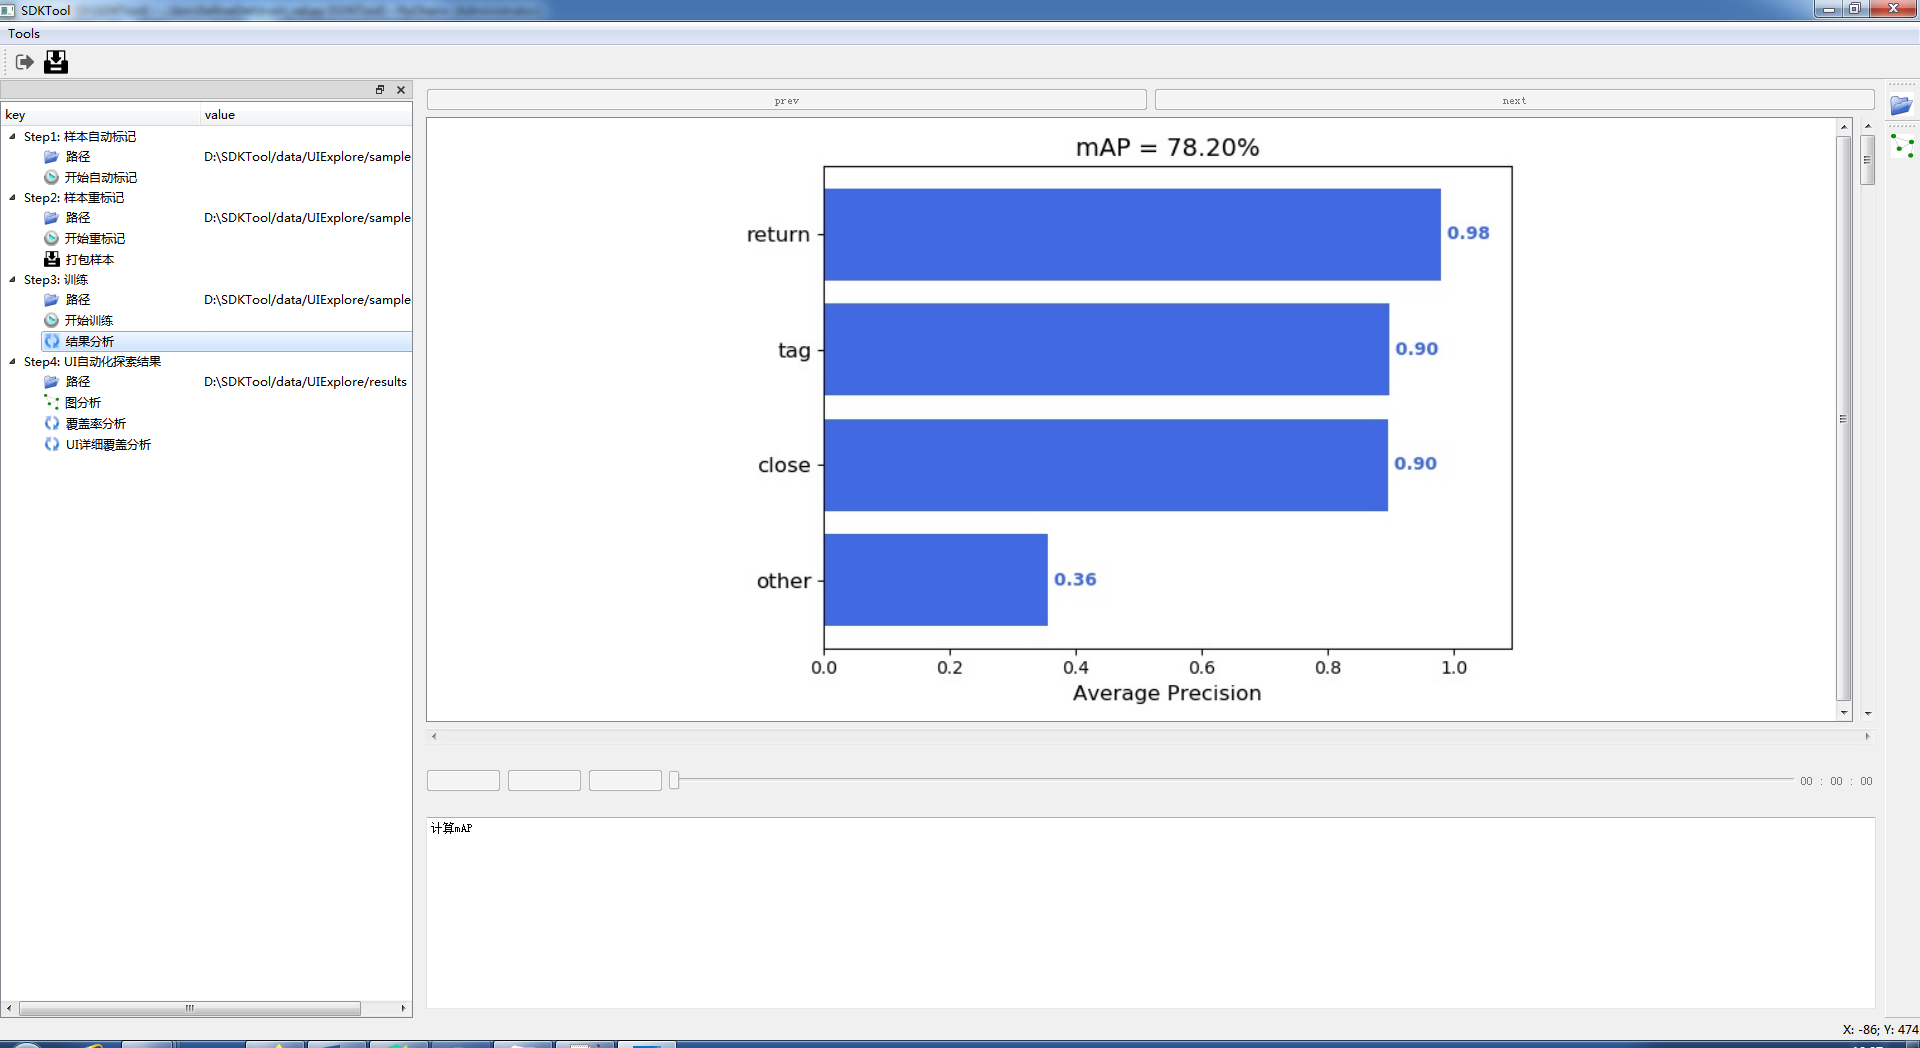 SDKTool
Tools
key value
Step1: 样本自动标记
路径 D:\SDKTool/data/UIExplore/sample
开始自动标记
Step2: 样本重标记
路径 D:\SDKTool/data/UIExplore/sample
开始重标记
打包样本
Step3: 训练
路径 D:\SDKTool/data/UIExplore/sample
开始训练
结果分析
Step4: UI自动化探索结果
路径 D:\SDKTool/data/UIExplore/results
图分析
覆盖率分析
UI详细覆盖分析
prev next
mAP = 78.20%
return 0.98
tag 0.90
close 0.90
other 0.36
0.0 0.2 0.4 0.6 0.8 1.0
Average Precision
00 : 00 : 00
计算mAP
X: -86; Y: 474